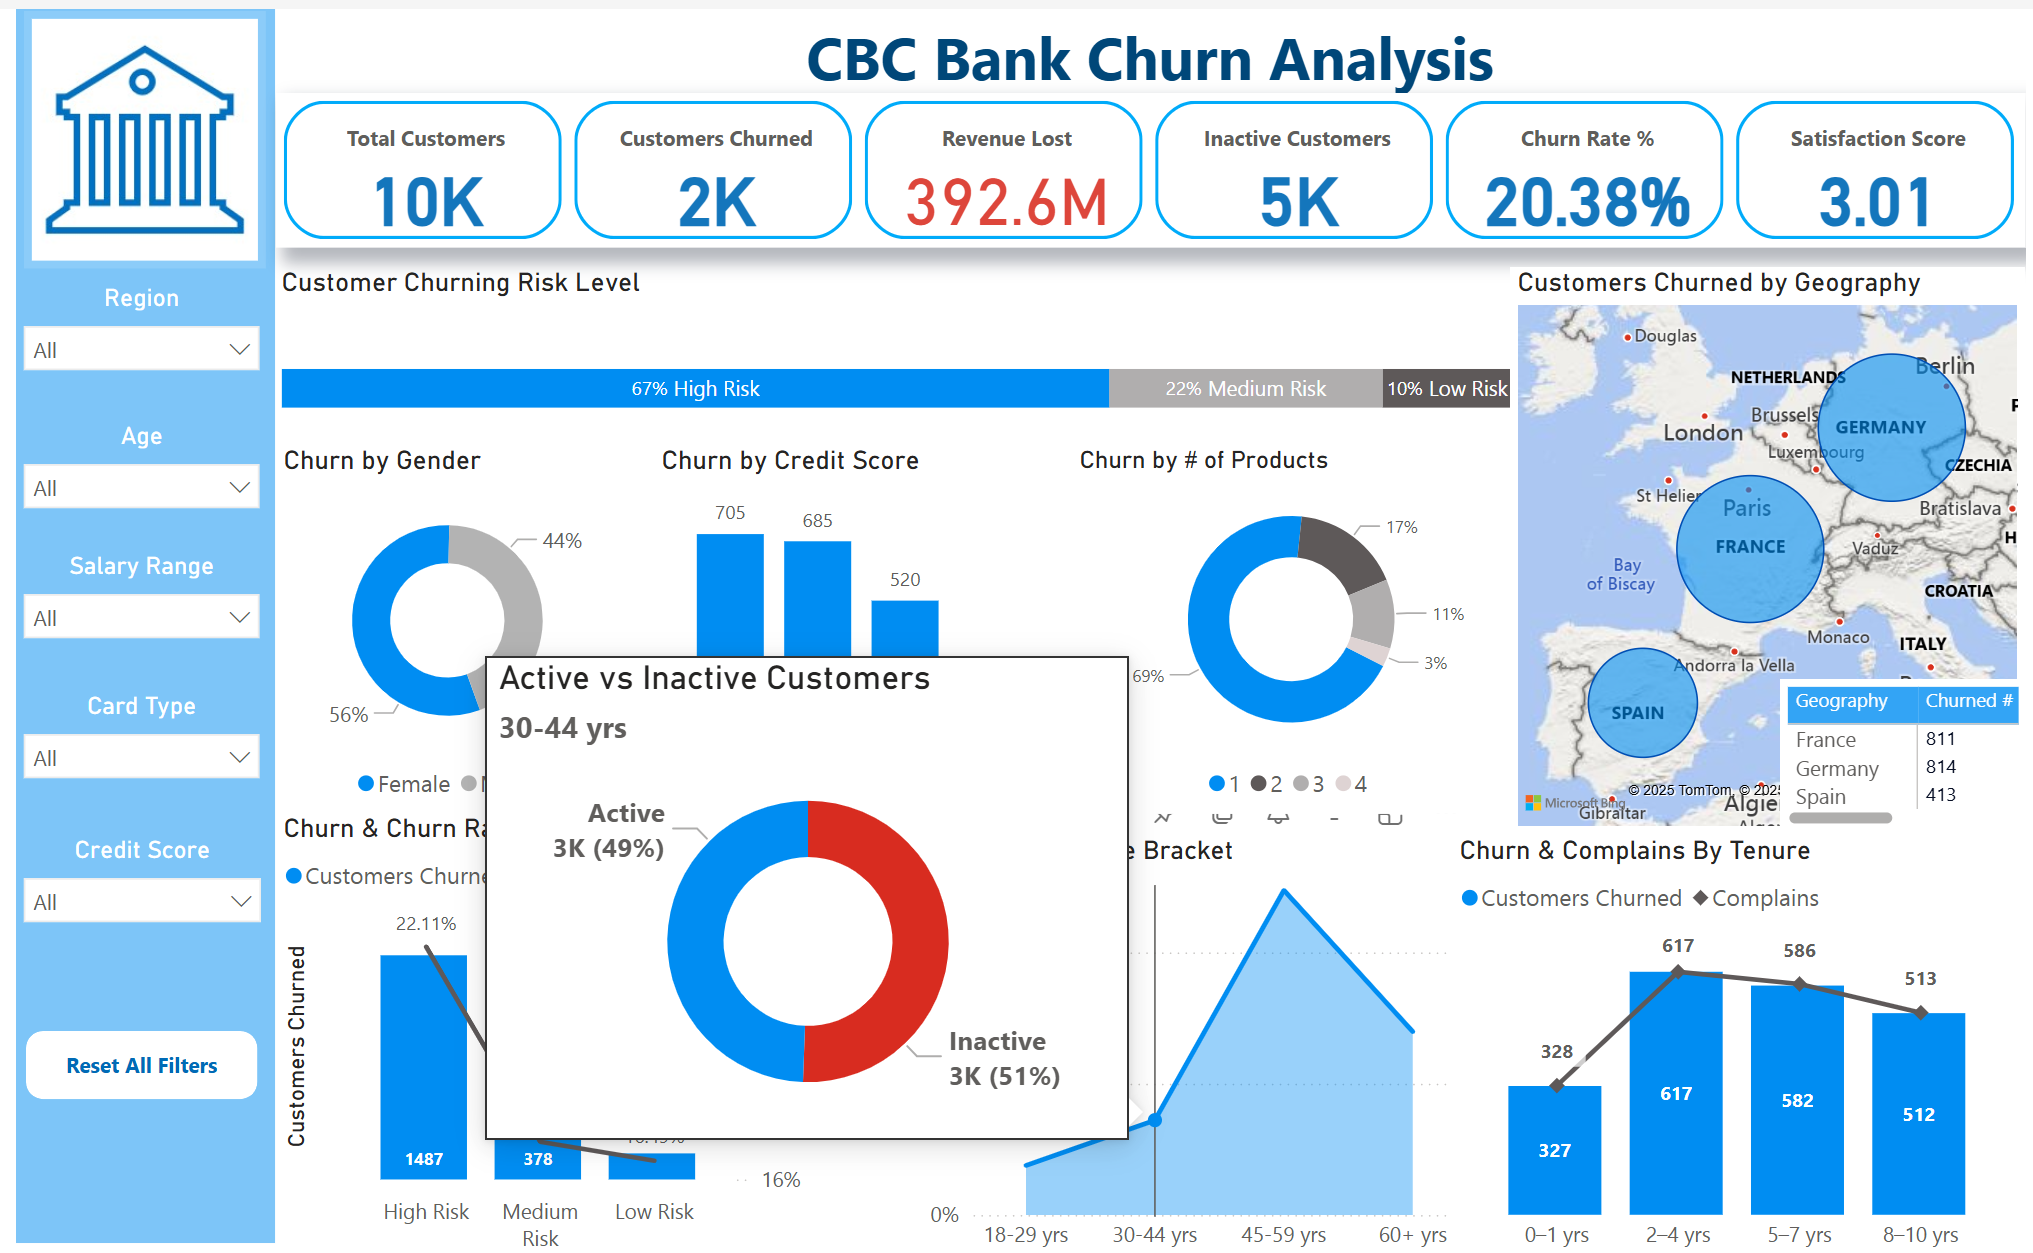 CBC Bank Churn Analysis
Total Customers
10K
Customers Churned
2K
Revenue Lost
392.6M
Inactive Customers
5K
Churn Rate %
20.38%
Satisfaction Score
3.01
Region
All
Age
All
Salary Range
All
Card Type
All
Credit Score
All
Reset All Filters
Customer Churning Risk Level
67% High Risk
22% Medium Risk
10% Low Risk
Churn by Gender
44%
56%
Female
Churn by Credit Score
705
685
520
Churn by # of Products
17%
11%
3%
69%
1 2 3 4
Customers Churned by Geography
Douglas
Berlin
NETHERLANDS
Brussels
GERMANY
London
Luxembourg
CZECHIA
St Helier
Paris
Bratislava
FRANCE
Vaduz
Bay
of Biscay
CROATIA
Monaco
ITALY
Andorra la Vella
SPAIN
Geography Churned #
France 811
Germany 814
Spain 413
© 2025 TomTom, © 2025
Microsoft Bing
Gibraltar
Active vs Inactive Customers
30-44 yrs
Active
3K (49%)
Inactive
3K (51%)
Churn & Churn
Customers
22.11%
Customers Churned
1487
378
16%
High Risk
Medium
Risk
Low Risk
Bracket
0%
18-29 yrs
30-44 yrs
45-59 yrs
60+ yrs
Churn & Complains By Tenure
Customers Churned Complains
617
586
513
328
617
582
512
327
0–1 yrs
2–4 yrs
5–7 yrs
8–10 yrs